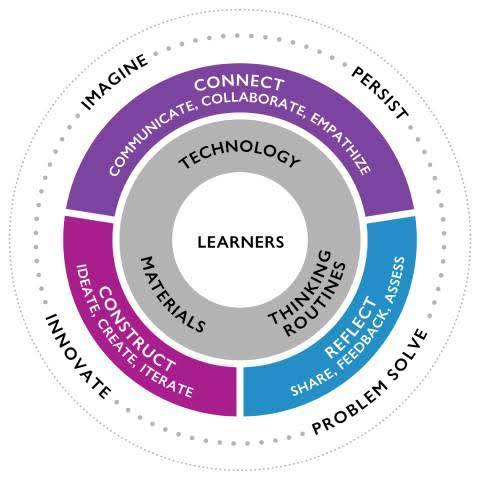 IMAGINE
PERSIST
CONNECT
COMMUNICATE, COLLABORATE, EMPATHIZE
TECHNOLOGY
LEARNERS
MATERIALS
THINKING
ROUTINES
CONSTRUCT
IDEATE, CREATE, ITERATE
REFLECT
SHARE, FEEDBACK, ASSESS
INNOVATE
PROBLEM SOLVE